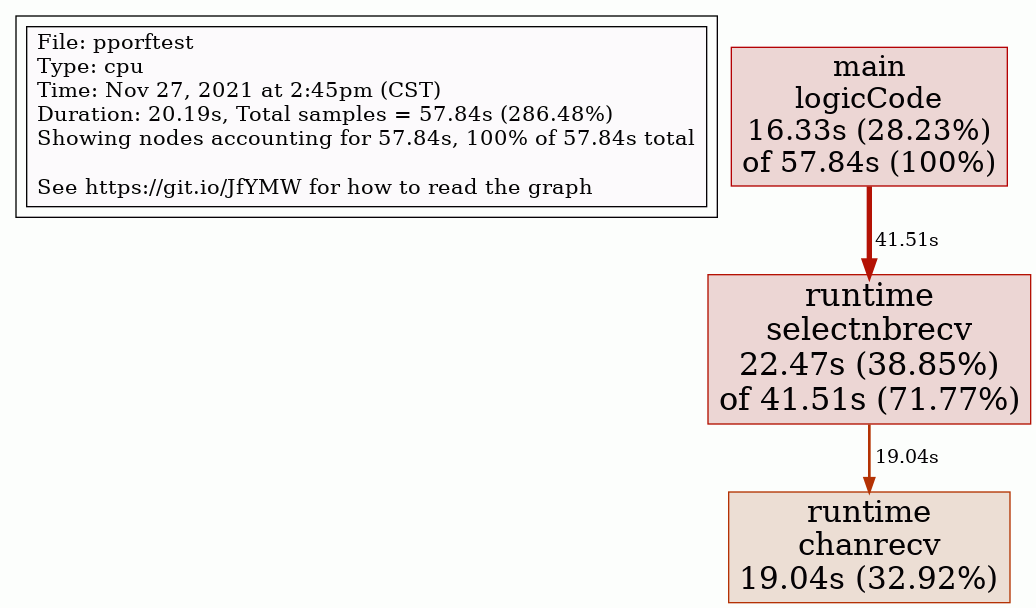 File: pporftest
Type: cpu
Time: Nov 27, 2021 at 2:45pm (CST)
Duration: 20.19s, Total samples = 57.84s (286.48%)
Showing nodes accounting for 57.84s, 100% of 57.84s total
See https://git.io/JfYMW for how to read the graph
main
logicCode
16.33s (28.23%)
of 57.84s (100%)
41.51s
runtime
selectnbrecv
22.47s (38.85%)
of 41.51s (71.77%)
19.04s
runtime
chanrecv
19.04s (32.92%)